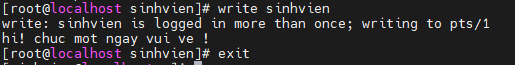 [root@localhost sinhvien]# write sinhvien
write: sinhvien is logged in more than once; writing to pts/1
hi! chuc mot ngay vui ve !
[root@localhost sinhvien]# exit